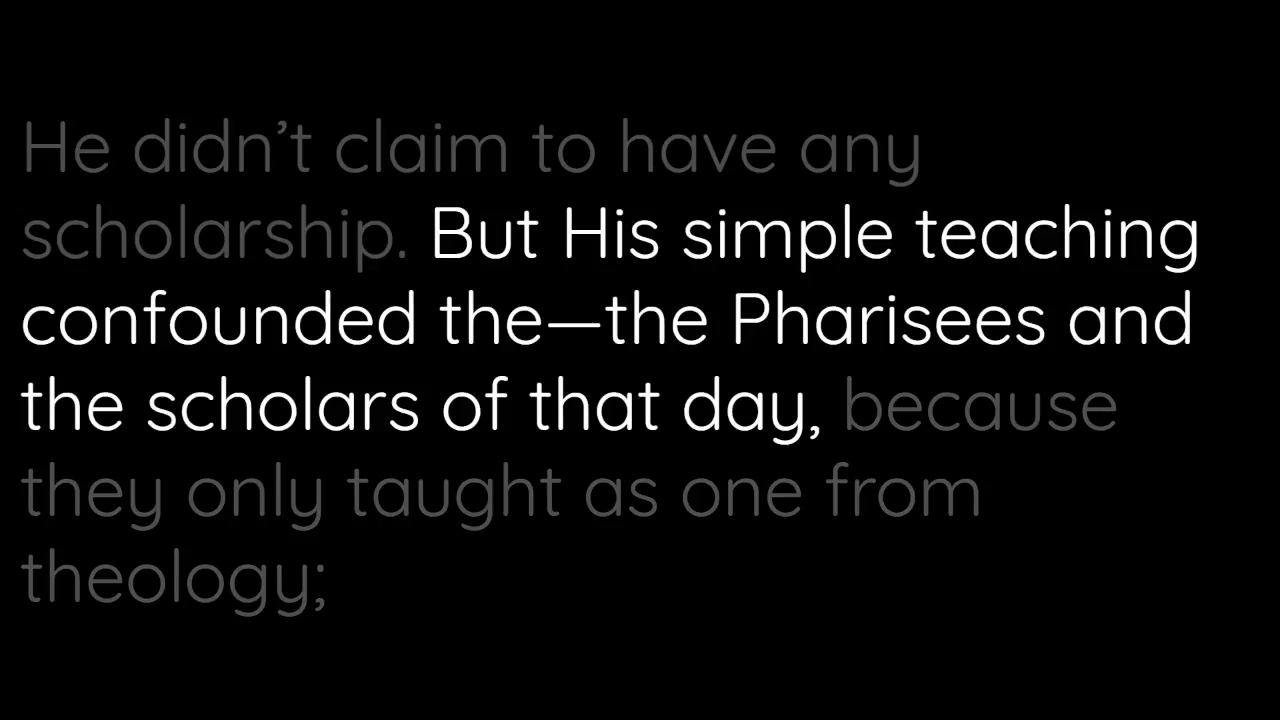 He didn’t claim to have any
scholarship. But His simple teaching
confounded the—the Pharisees and
the scholars of that day, because
they only taught as one from
theology;